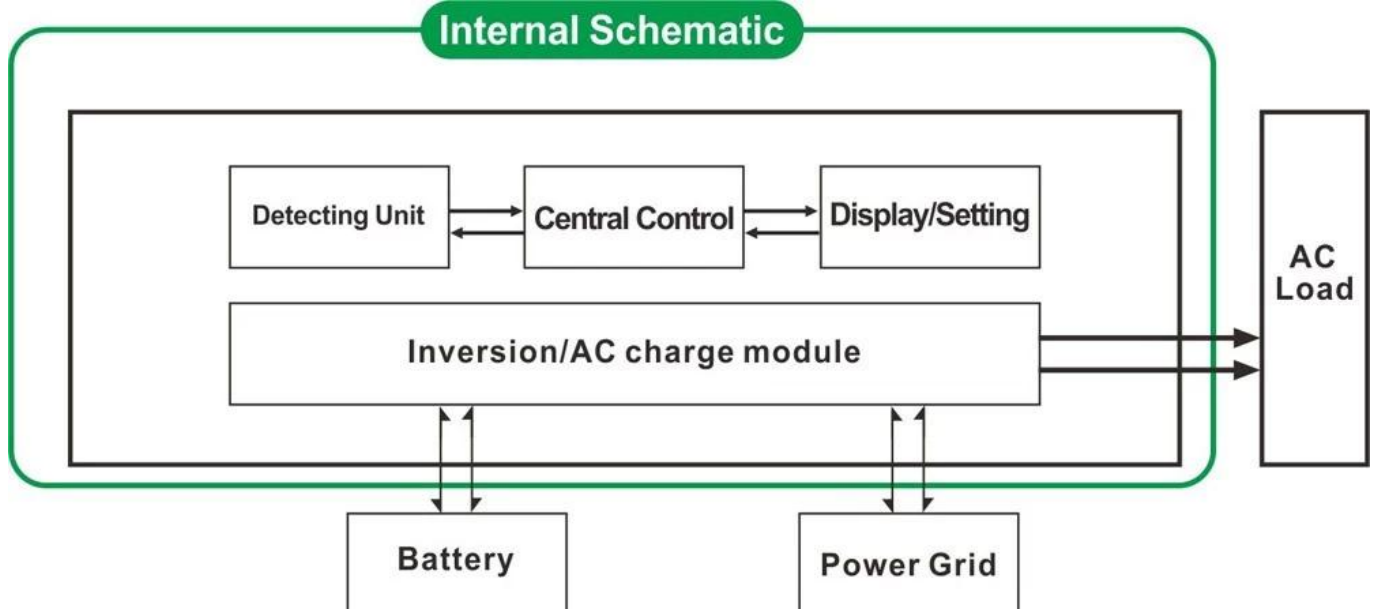 Internal Schematic
Detecting Unit
Central Control
Display/Setting
AC
Load
Inversion/AC charge module
Battery
Power Grid